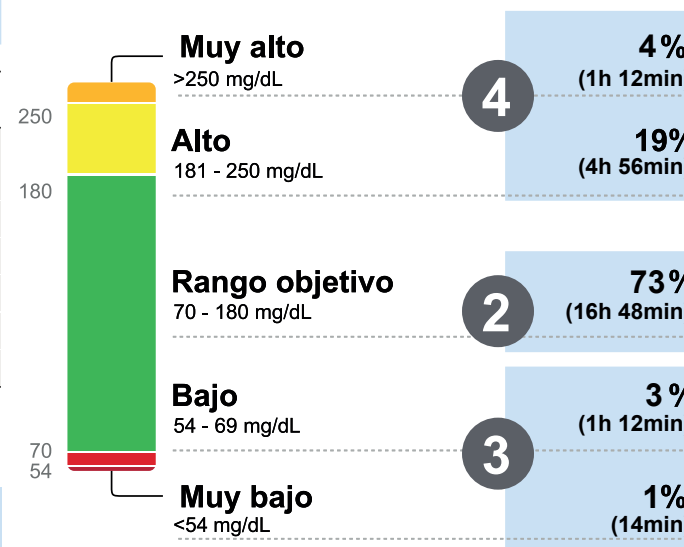 Muy alto
>250 mg/dL
4%
(1h 12min
4
250
Alto
181 - 250 mg/dL
19%
(4h 56min
180
Rango objetivo
70 - 180 mg/dL
2
73%
(16h 48min
Bajo
54 - 69 mg/dL
3%
(1h 12min
3
70
54
Muy bajo
<54 mg/dL
1%
(14min